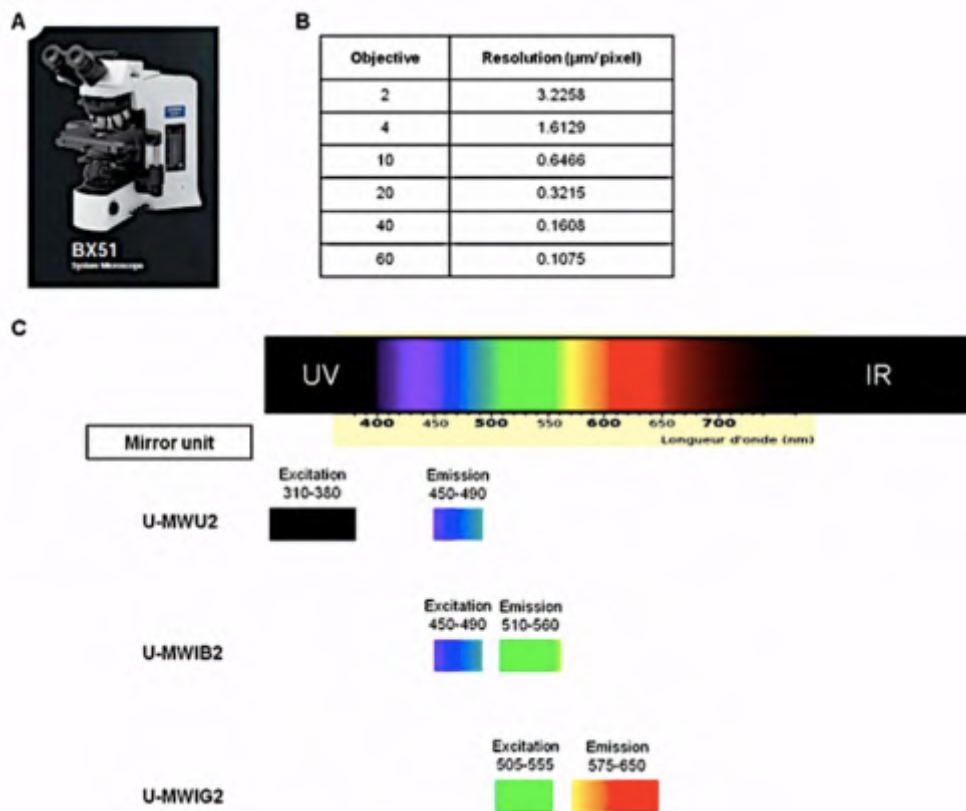 A
BX51
System Microscope
B
Objective Resolution (µm/pixel)
2 3.2258
4 1.6129
10 0.6466
20 0.3215
40 0.1608
60 0.1075
C
UV IR
400 450 500 550 600 650 700
Longueur d'onde (nm)
Mirror unit
Excitation Emission
310-380 450-490
U-MWU2
Excitation Emission
450-490 510-560
U-MWIB2
Excitation Emission
505-555 575-650
U-MWIG2